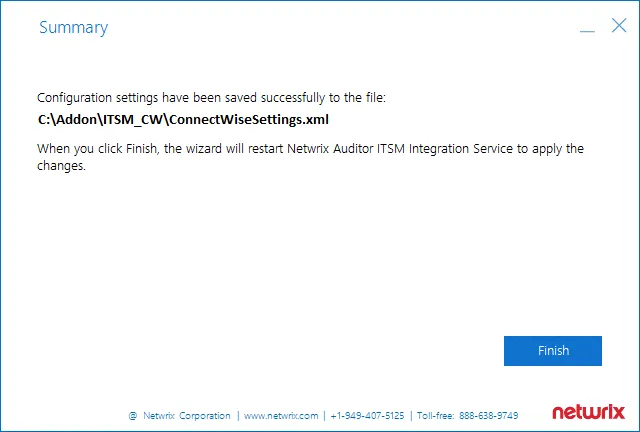 Summary
Configuration settings have been saved successfully to the file:
C:\Addon\ITSM_CW\ConnectWiseSettings.xml
When you click Finish, the wizard will restart Netwrix Auditor ITSM Integration Service to apply the
changes.
Finish
@ Netwrix Corporation | www.netwrix.com | +1-949-407-5125 | Toll-free: 888-638-9749
netwrix